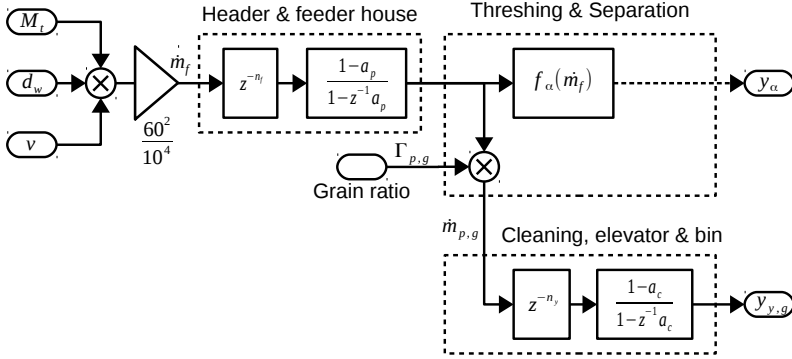 Header & feeder house
Threshing & Separation
M_t
d_w
v
60^2
10^4
ṁ_f
z^{-n_f}
1-a_p
1-z^{-1}a_p
f_α(ṁ_f)
y_α
Γ_{p,g}
Grain ratio
ṁ_{p,g}
Cleaning, elevator & bin
z^{-n_y}
1-a_c
1-z^{-1}a_c
y_{y,g}